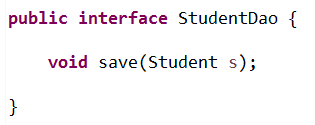 public interface StudentDao {
void save(Student s);
}